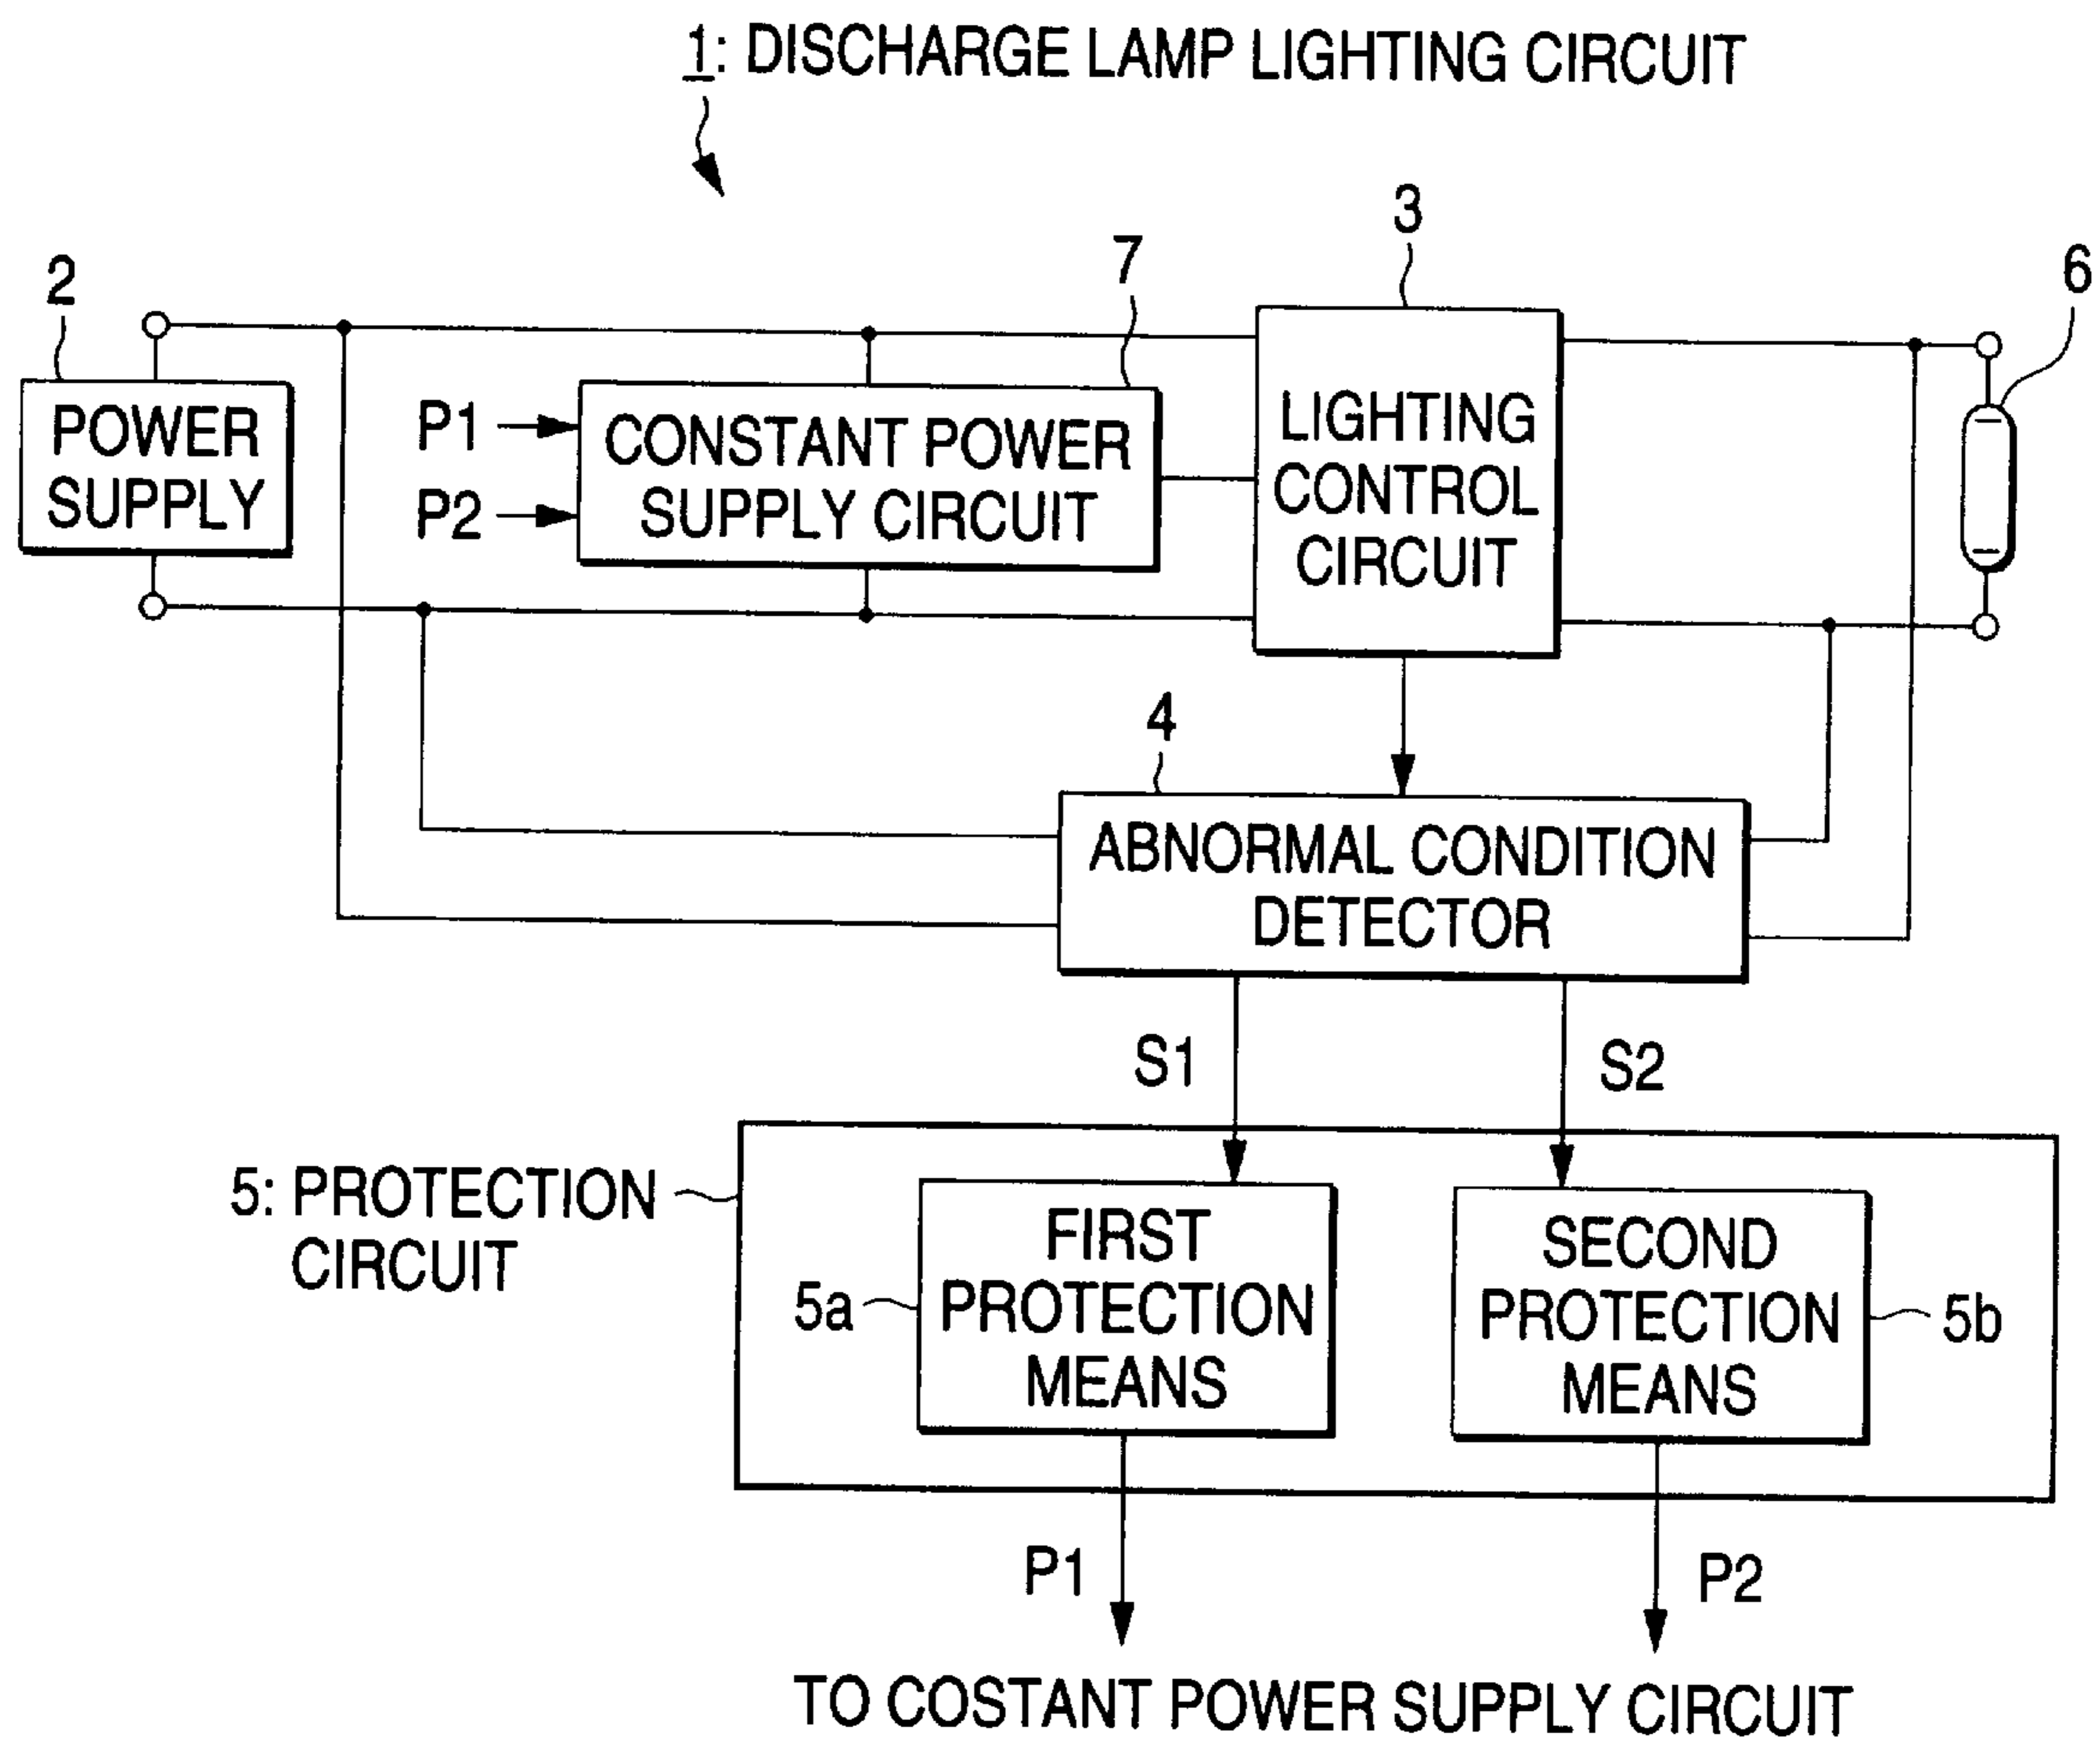 1: DISCHARGE LAMP LIGHTING CIRCUIT
3
7
6
2
POWER
SUPPLY
P1
P2
CONSTANT POWER
SUPPLY CIRCUIT
LIGHTING
CONTROL
CIRCUIT
4
ABNORMAL CONDITION
DETECTOR
S1
S2
5: PROTECTION
CIRCUIT
5a
FIRST
PROTECTION
MEANS
SECOND
PROTECTION
MEANS
5b
P1
P2
TO COSTANT POWER SUPPLY CIRCUIT